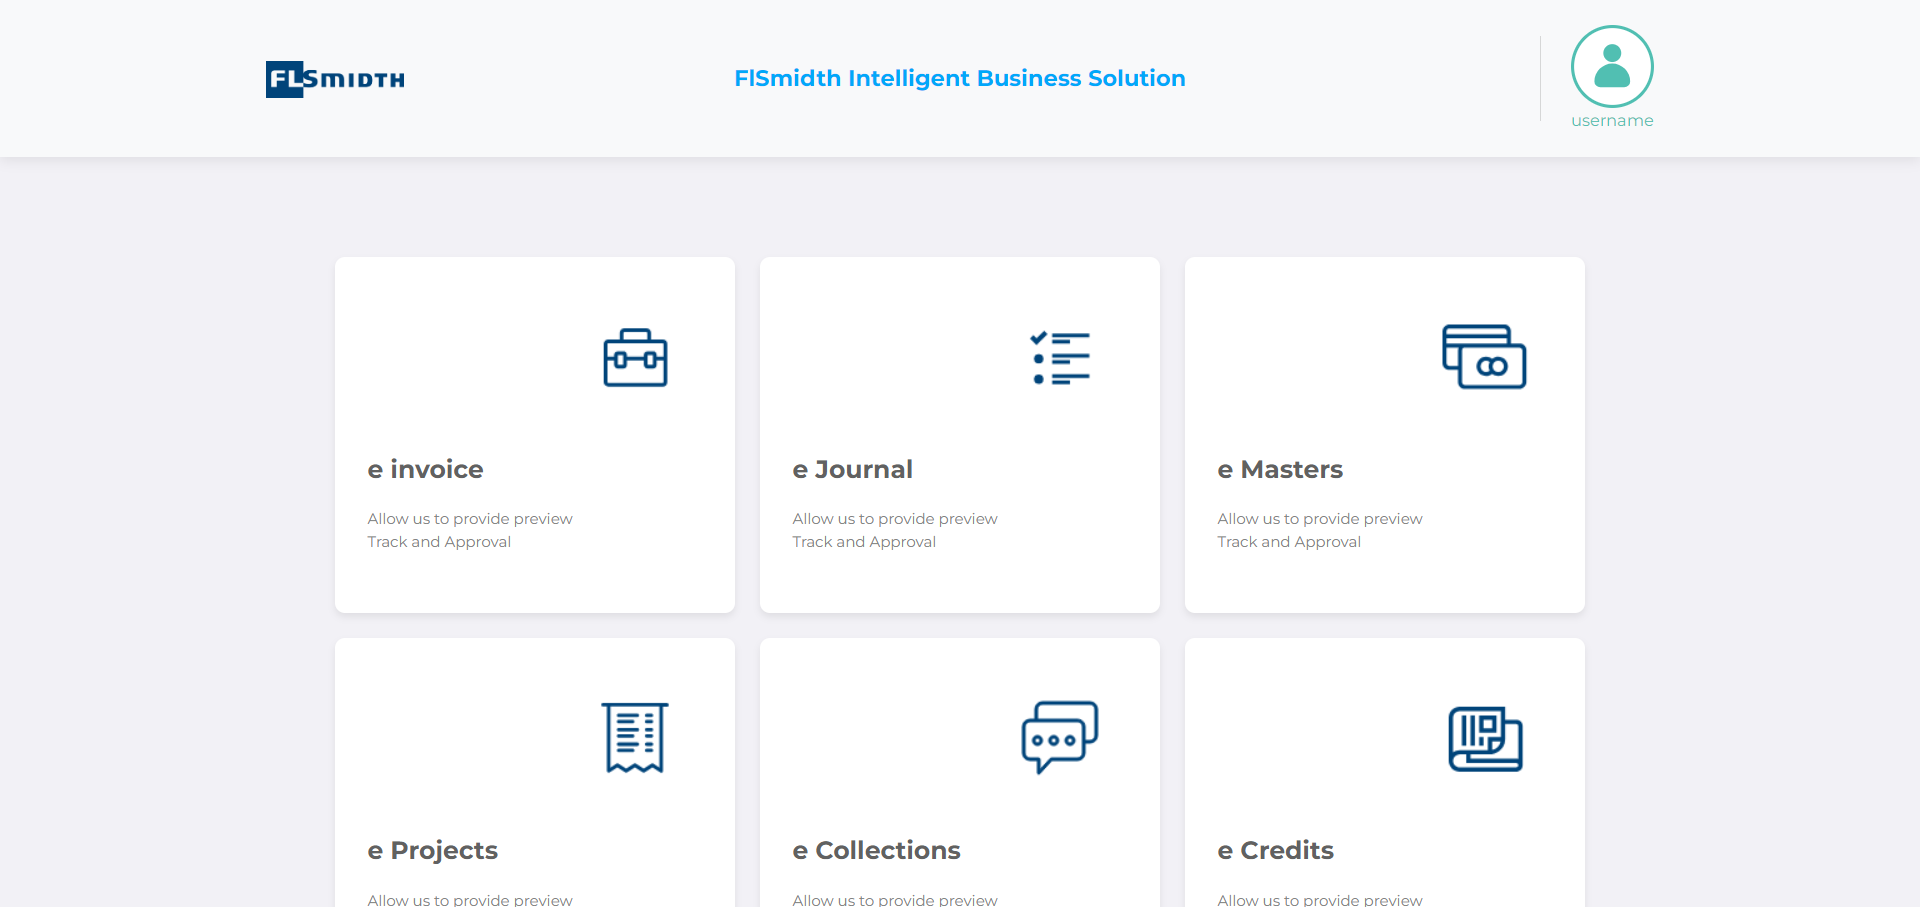 FLSmidth
FlSmidth Intelligent Business Solution
username
e invoice
Allow us to provide preview
Track and Approval
e Journal
Allow us to provide preview
Track and Approval
e Masters
Allow us to provide preview
Track and Approval
e Projects
Allow us to provide preview
e Collections
Allow us to provide preview
e Credits
Allow us to provide preview